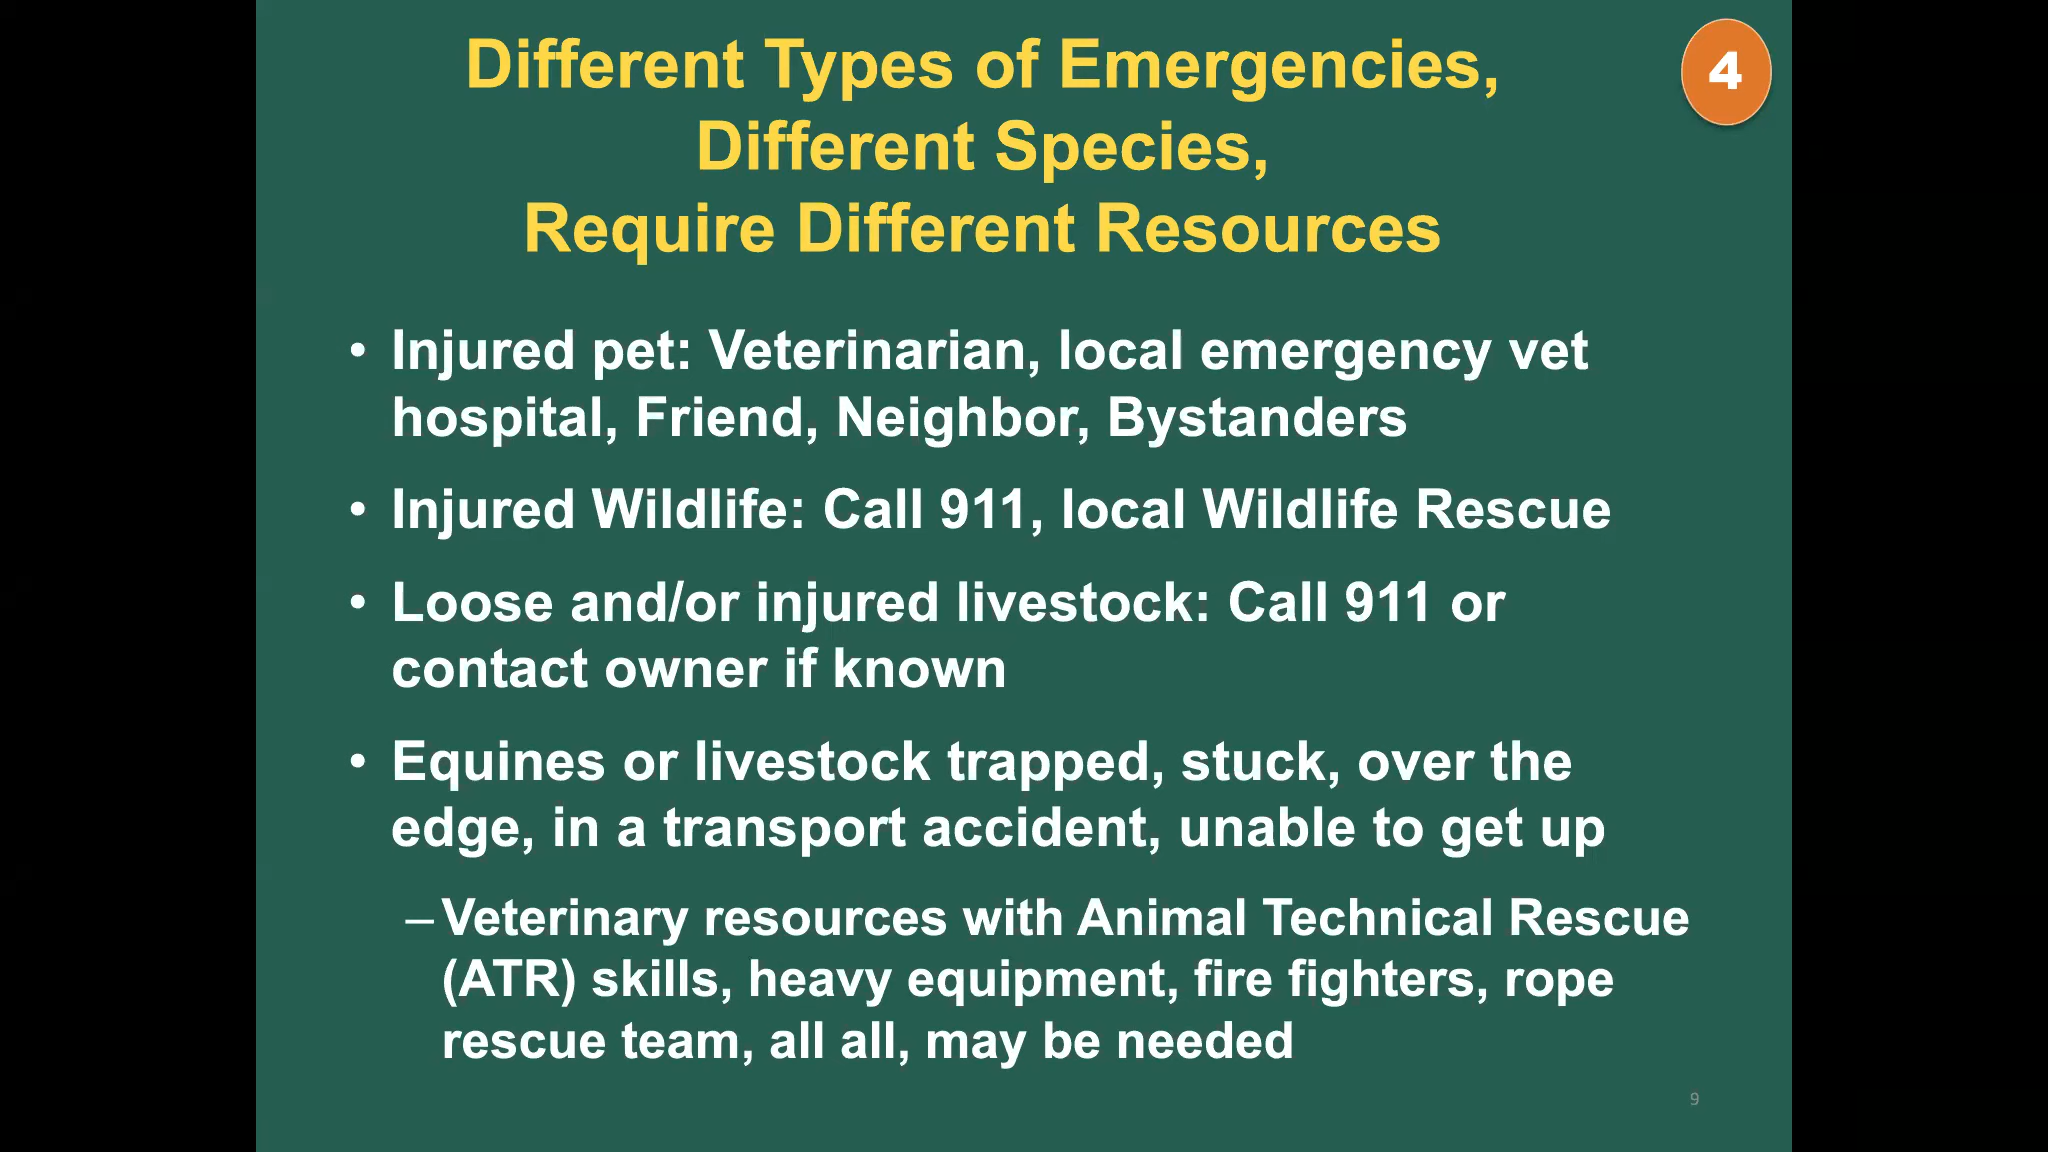 Different Types of Emergencies,
Different Species,
Require Different Resources
4
• Injured pet: Veterinarian, local emergency vet
hospital, Friend, Neighbor, Bystanders
• Injured Wildlife: Call 911, local Wildlife Rescue
• Loose and/or injured livestock: Call 911 or
contact owner if known
• Equines or livestock trapped, stuck, over the
edge, in a transport accident, unable to get up
–Veterinary resources with Animal Technical Rescue
(ATR) skills, heavy equipment, fire fighters, rope
rescue team, all all, may be needed
9